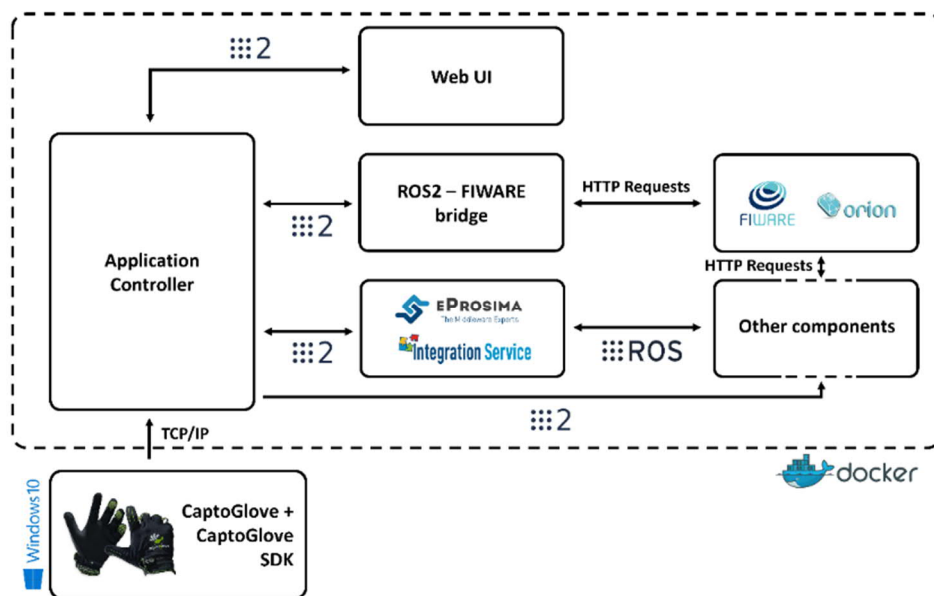 2
Web UI
Application
Controller
2
ROS2 – FIWARE
bridge
HTTP Requests
FIWARE
orion
HTTP Requests
2
ePROSIMA
The Middleware Experts
Integration Service
ROS
Other components
2
TCP/IP
docker
Windows10
CaptoGlove +
CaptoGlove
SDK